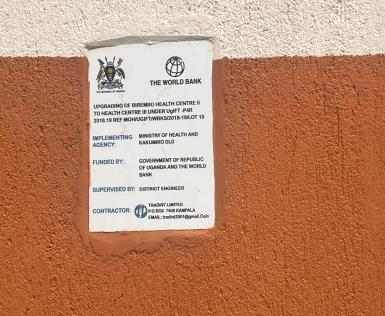 THE REPUBLIC OF UGANDA
THE WORLD BANK
UPGRADING OF BIREMBO HEALTH CENTRE II
TO HEALTH CENTRE III UNDER UgIFT -P4R
2018.19 REF:MOH/UGIFT/WRKS/2018-19/LOT 19
IMPLEMENTING AGENCY: MINISTRY OF HEALTH AND
KAKUMIRO DLG
FUNDED BY: GOVERNMENT OF REPUBLIC
OF UGANDA AND THE WORLD
BANK
SUPERVISED BY: DISTRICT ENGINEER
CONTRACTOR: TRADINT LIMITED
P.O.BOX 7408 KAMPALA
EMAIL: tradint2001@gmail.Com